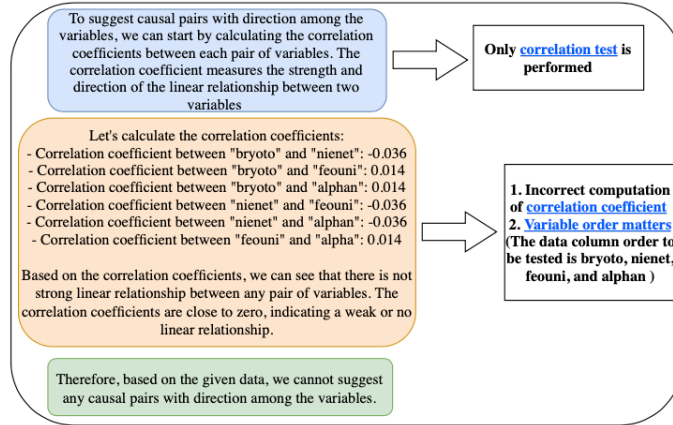 To suggest causal pairs with direction among the
variables, we can start by calculating the correlation
coefficients between each pair of variables. The
correlation coefficient measures the strength and
direction of the linear relationship between two
variables
Only correlation test is
performed
Let's calculate the correlation coefficients:
- Correlation coefficient between "bryoto" and "nienet": -0.036
- Correlation coefficient between "bryoto" and "feouni": 0.014
- Correlation coefficient between "bryoto" and "alphan": 0.014
- Correlation coefficient between "nienet" and "feouni": -0.036
- Correlation coefficient between "nienet" and "alphan": -0.036
- Correlation coefficient between "feouni" and "alpha": 0.014
Based on the correlation coefficients, we can see that there is not
strong linear relationship between any pair of variables. The
correlation coefficients are close to zero, indicating a weak or no
linear relationship.
1. Incorrect computation
of correlation coefficient
2. Variable order matters
(The data column order to
be tested is bryoto, nienet,
feouni, and alphan )
Therefore, based on the given data, we cannot suggest
any causal pairs with direction among the variables.